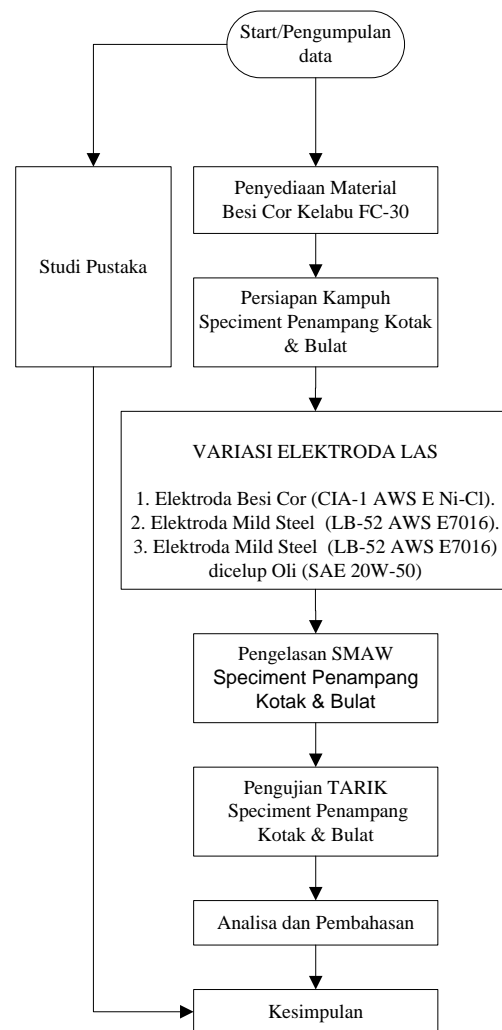 Start/Pengumpulan
data
Penyediaan Material
Besi Cor Kelabu FC-30
Studi Pustaka
Persiapan Kampuh
Speciment Penampang Kotak
& Bulat
VARIASI ELEKTRODA LAS
1. Elektroda Besi Cor (CIA-1 AWS E Ni-Cl).
2. Elektroda Mild Steel (LB-52 AWS E7016).
3. Elektroda Mild Steel (LB-52 AWS E7016)
dicelup Oli (SAE 20W-50)
Pengelasan SMAW
Speciment Penampang
Kotak & Bulat
Pengujian TARIK
Speciment Penampang
Kotak & Bulat
Analisa dan Pembahasan
Kesimpulan